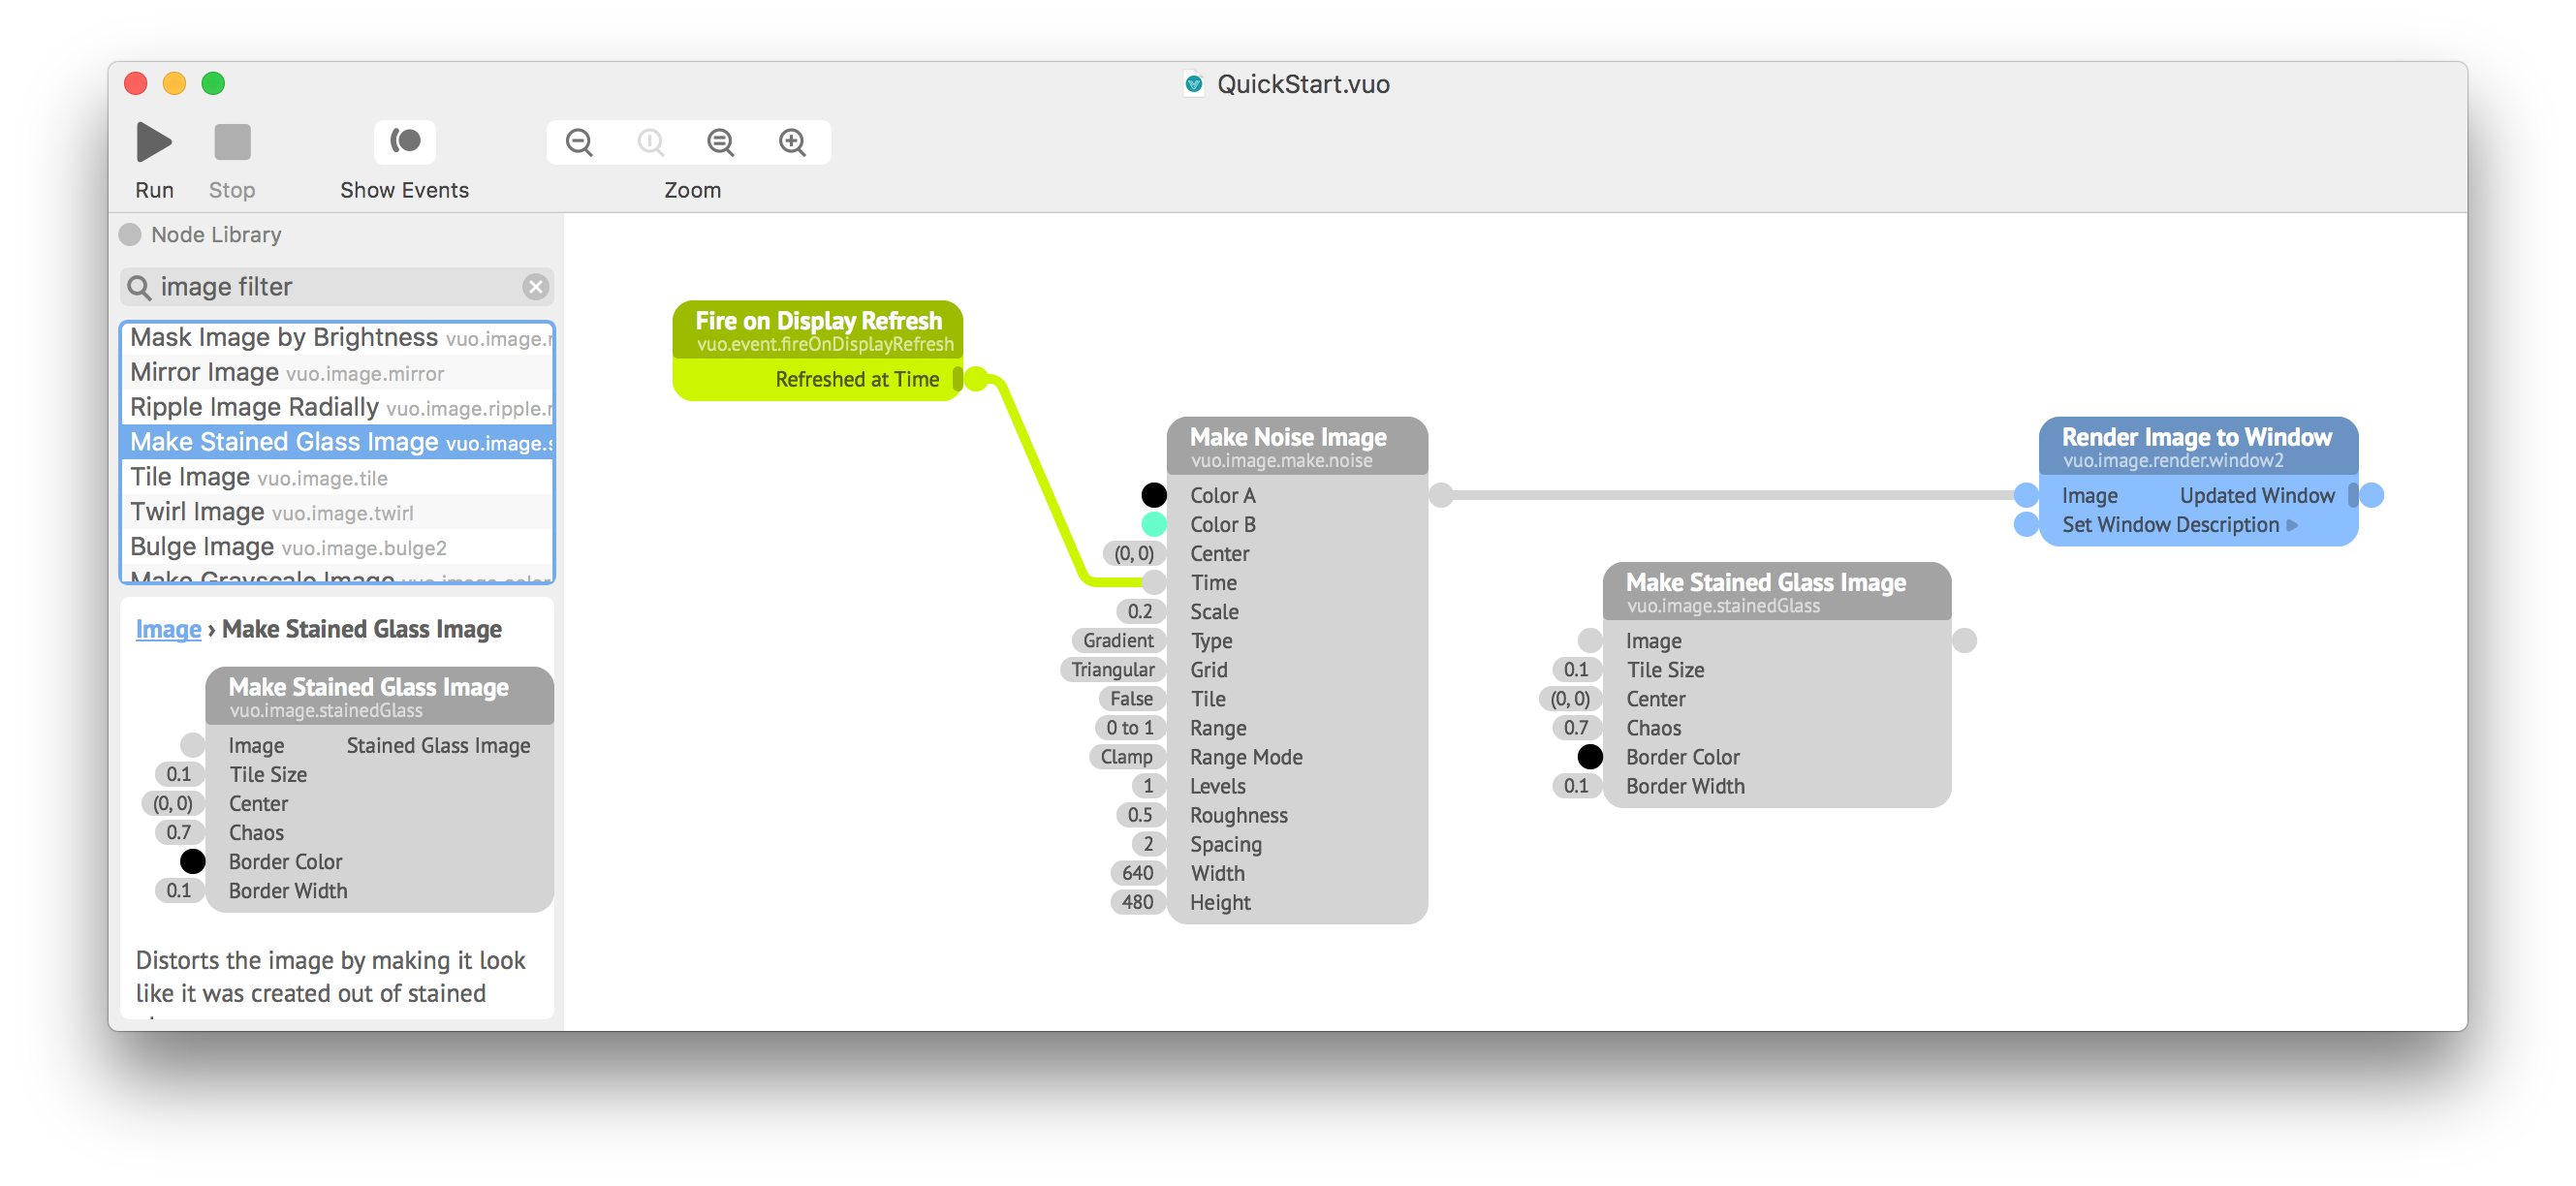 QuickStart.vuo
Run
Stop
Show Events
Zoom
Node Library
image filter
Mask Image by Brightness vuo.image.
Mirror Image vuo.image.mirror
Ripple Image Radially vuo.image.ripple.
Make Stained Glass Image vuo.image.s
Tile Image vuo.image.tile
Twirl Image vuo.image.twirl
Bulge Image vuo.image.bulge2
Make Grayscale Image vuo.image.color
Image › Make Stained Glass Image
Make Stained Glass Image
vuo.image.stainedGlass
Image Stained Glass Image
0.1 Tile Size
(0, 0) Center
0.7 Chaos
Border Color
0.1 Border Width
Distorts the image by making it look
like it was created out of stained
Fire on Display Refresh
vuo.event.fireOnDisplayRefresh
Refreshed at Time
Make Noise Image
vuo.image.make.noise
Color A
Color B
(0, 0) Center
Time
0.2 Scale
Gradient Type
Triangular Grid
False Tile
0 to 1 Range
Clamp Range Mode
1 Levels
0.5 Roughness
2 Spacing
640 Width
480 Height
Make Stained Glass Image
vuo.image.stainedGlass
Image
0.1 Tile Size
(0, 0) Center
0.7 Chaos
Border Color
0.1 Border Width
Render Image to Window
vuo.image.render.window2
Image Updated Window
Set Window Description ▸